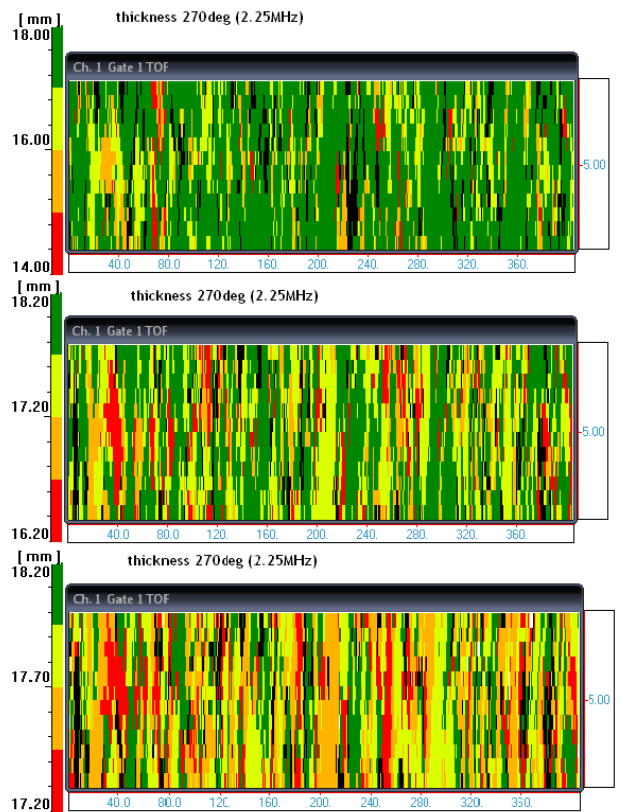 [ mm ]
thickness 270deg (2.25MHz)
18.00
Ch. 1 Gate 1 TOF
16.00
5.00
14.00
40.0 80.0 120. 160. 200. 240. 280. 320. 360.
[ mm ]
thickness 270deg (2.25MHz)
18.20
Ch. 1 Gate 1 TOF
17.20
5.00
16.20
40.0 80.0 120. 160. 200. 240. 280. 320. 360.
[ mm ]
thickness 270deg (2.25MHz)
18.20
Ch. 1 Gate 1 TOF
17.70
5.00
17.20
40.0 80.0 120. 160. 200. 240. 280. 320. 360.